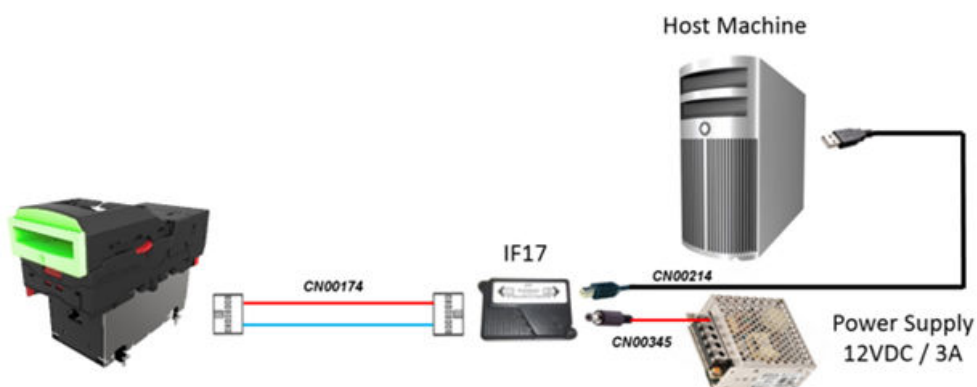 Host Machine
IF17
CN00214
CN00174
CN00345
Power Supply
12VDC / 3A